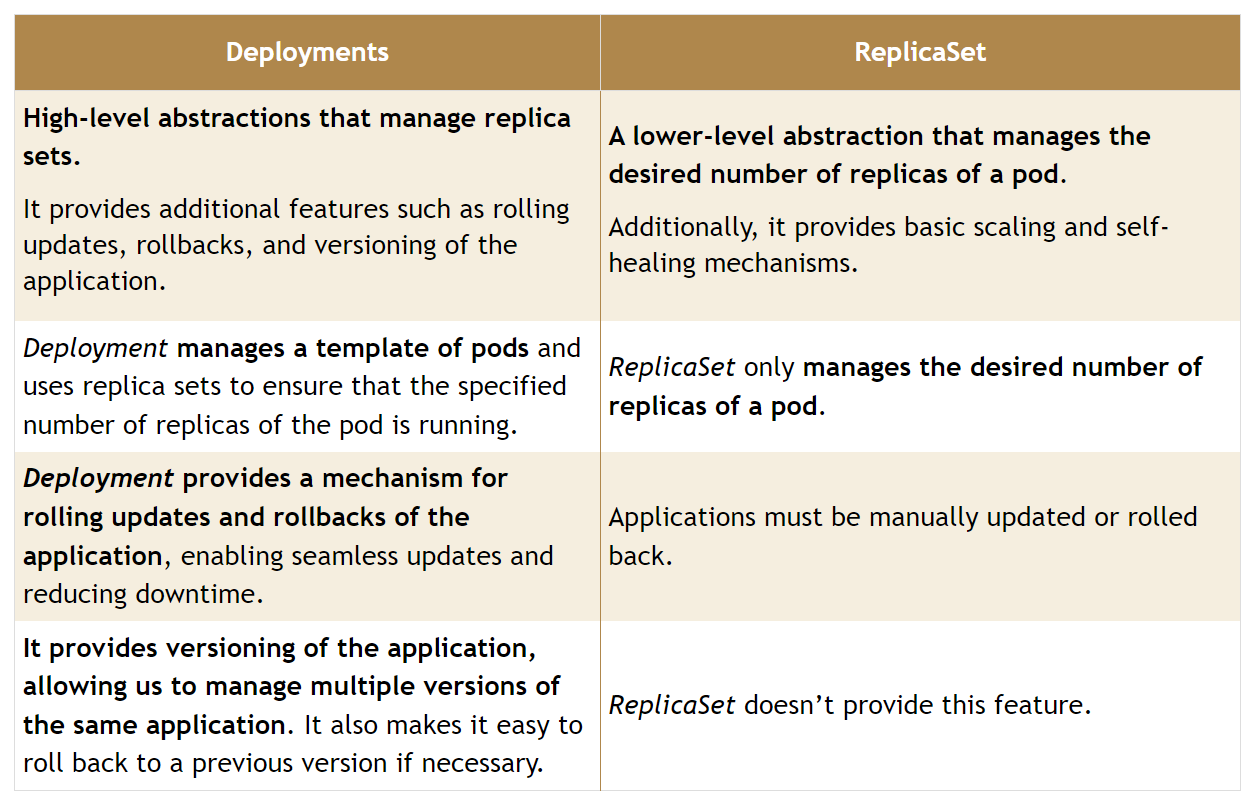 Deployments
ReplicaSet
High-level abstractions that manage replica
sets.
It provides additional features such as rolling
updates, rollbacks, and versioning of the
application.
A lower-level abstraction that manages the
desired number of replicas of a pod.
Additionally, it provides basic scaling and self-
healing mechanisms.
Deployment manages a template of pods and
uses replica sets to ensure that the specified
number of replicas of the pod is running.
ReplicaSet only manages the desired number of
replicas of a pod.
Deployment provides a mechanism for
rolling updates and rollbacks of the
application, enabling seamless updates and
reducing downtime.
Applications must be manually updated or rolled
back.
It provides versioning of the application,
allowing us to manage multiple versions of
the same application. It also makes it easy to
roll back to a previous version if necessary.
ReplicaSet doesn’t provide this feature.